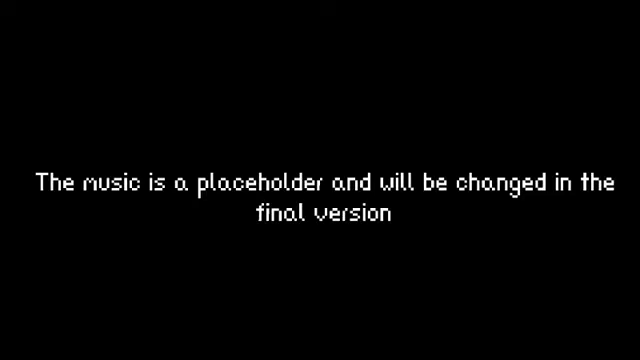 The music is a placeholder and will be changed in the
final version